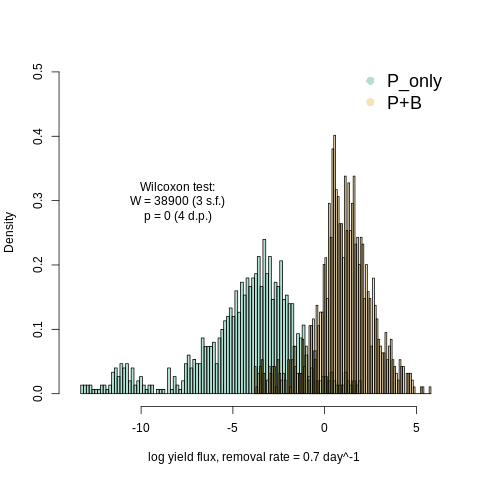 0.5
P_only
P+B
0.4
Wilcoxon test:
W = 38900 (3 s.f.)
p = 0 (4 d.p.)
0.3
Density
0.2
0.1
0.0
-10
-5
0
5
log yield flux, removal rate = 0.7 day^-1